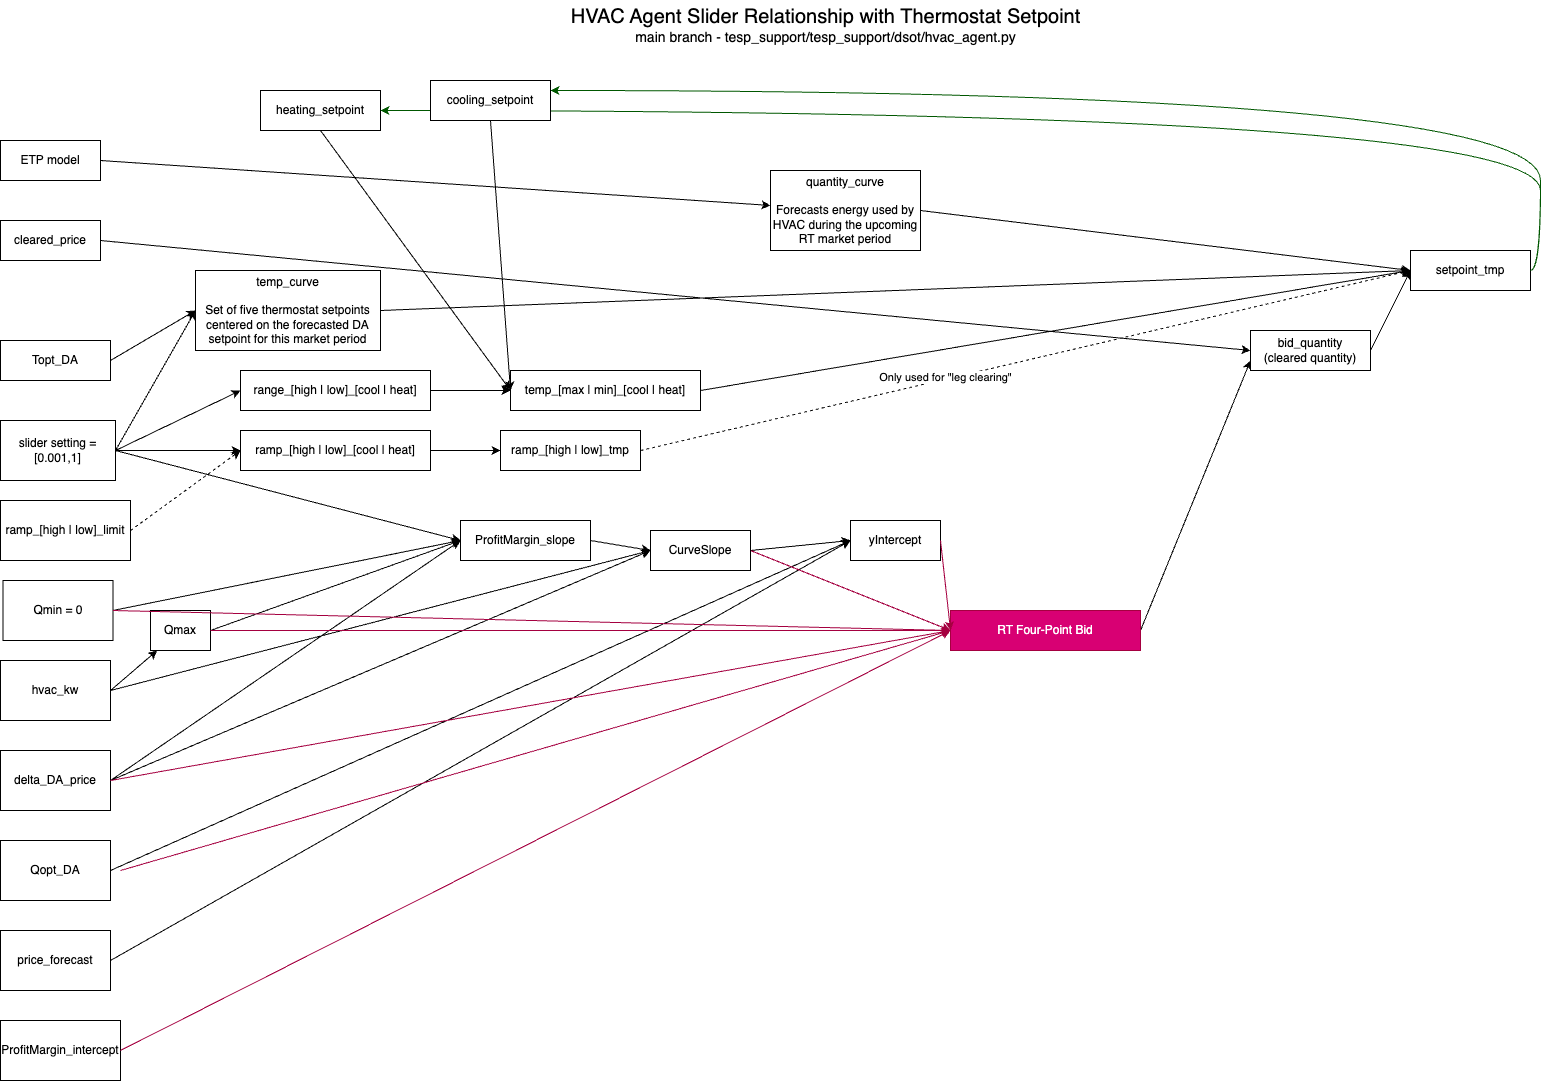 HVAC Agent Slider Relationship with Thermostat Setpoint
main branch - tesp_support/tesp_support/dsot/hvac_agent.py
heating_setpoint
cooling_setpoint
ETP model
quantity_curve
Forecasts energy used by
HVAC during the upcoming
RT market period
cleared_price
setpoint_tmp
temp_curve
Set of five thermostat setpoints
centered on the forecasted DA
setpoint for this market period
bid_quantity
(cleared quantity)
Topt_DA
range_[high | low]_[cool | heat]
temp_[max | min]_[cool | heat]
Only used for "leg clearing"
slider setting =
[0.001,1]
ramp_[high | low]_[cool | heat]
ramp_[high | low]_tmp
ramp_[high | low]_limit
ProfitMargin_slope
CurveSlope
yIntercept
Qmin = 0
Qmax
RT Four-Point Bid
hvac_kw
delta_DA_price
Qopt_DA
price_forecast
ProfitMargin_intercept